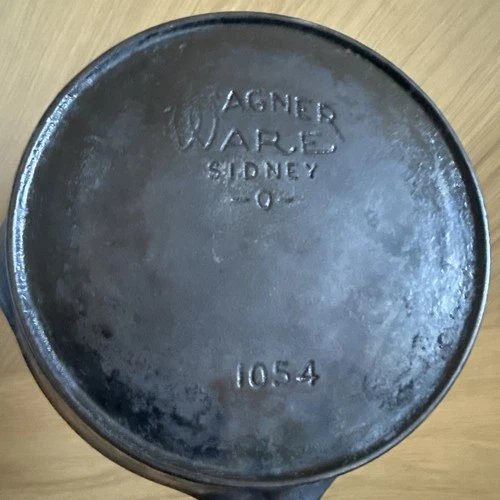 WAGNER
WARE
SIDNEY
-O-
1054